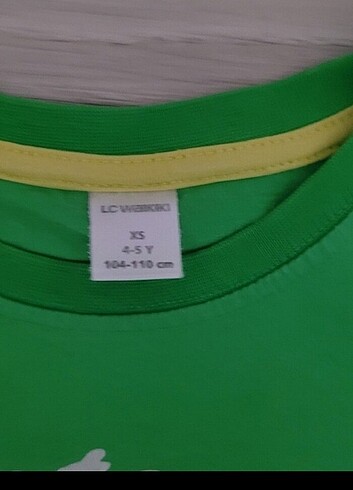 LC WAIKIKI
XS
4-5 Y
104-110 cm